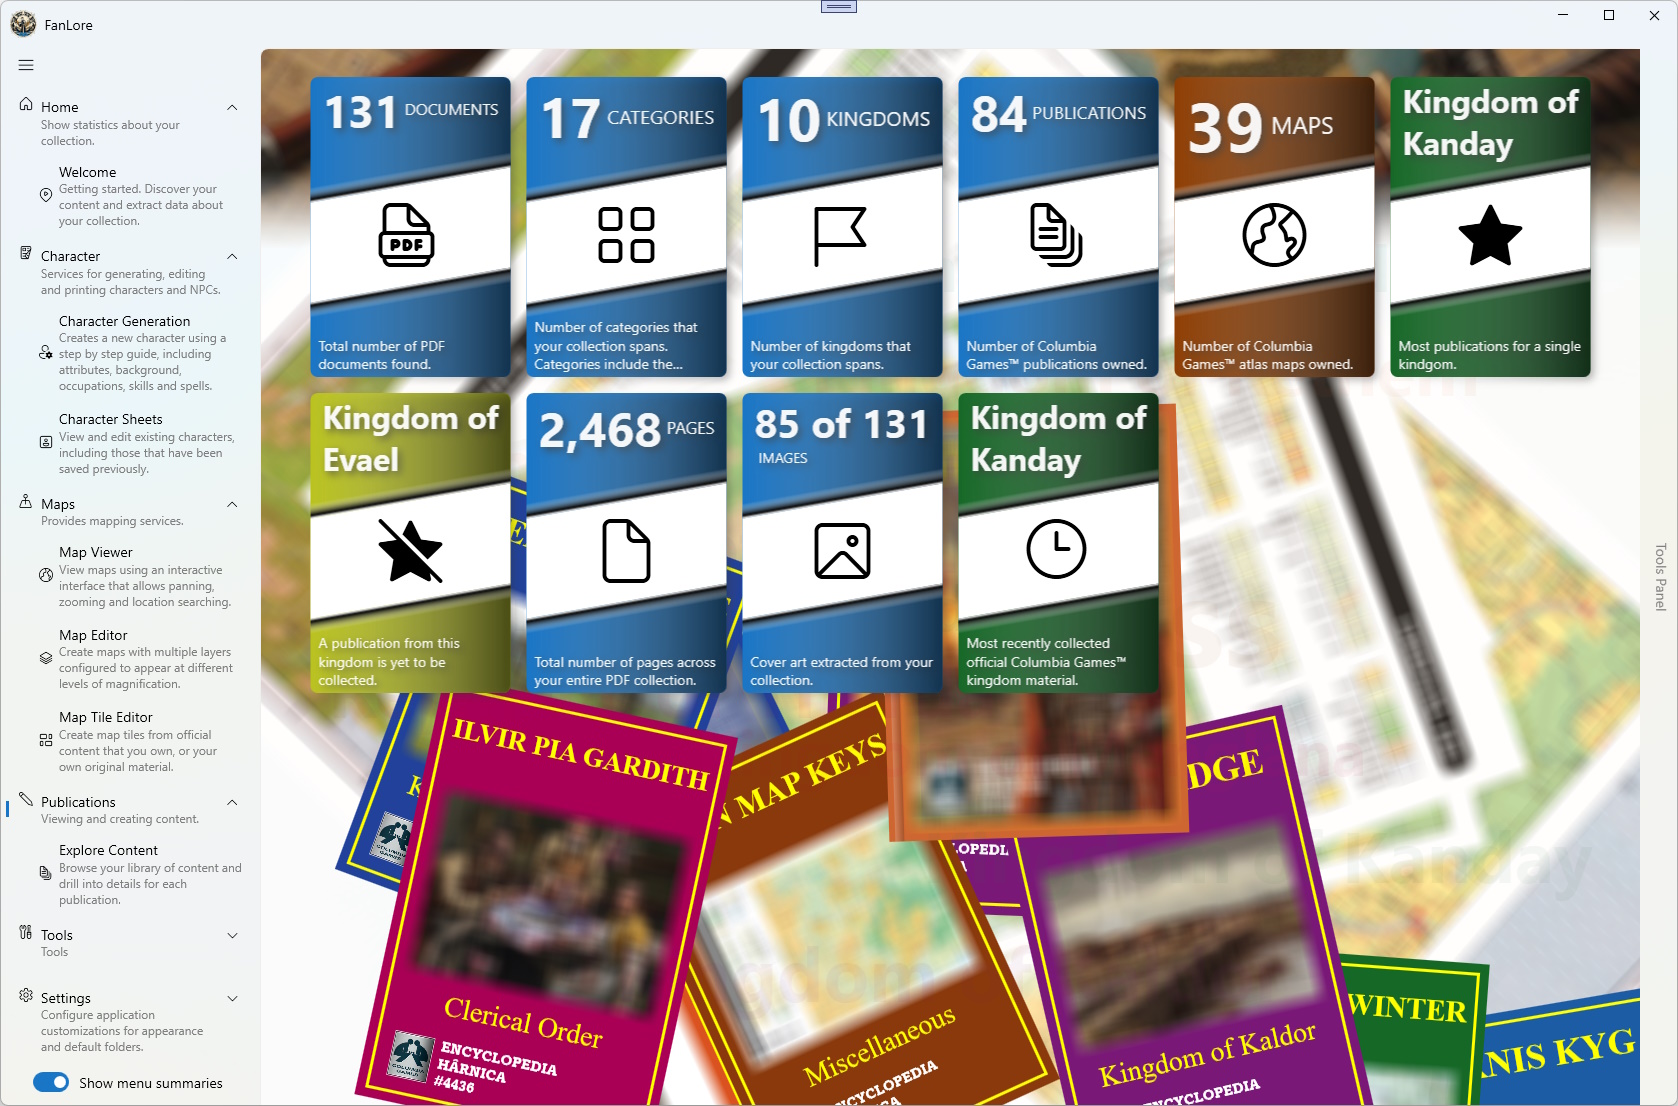 FanLore
Home
Show statistics about your
collection.
Welcome
Getting started. Discover your
content and extract data about
your collection.
Character
Services for generating, editing
and printing characters and NPCs.
Character Generation
Creates a new character using a
step by step guide, including
attributes, background,
occupations, skills and spells.
Character Sheets
View and edit existing characters,
including those that have been
saved previously.
Maps
Provides mapping services.
Map Viewer
View maps using an interactive
interface that allows panning,
zooming and location searching.
Map Editor
Create maps with multiple layers
configured to appear at different
levels of magnification.
Map Tile Editor
Create map tiles from official
content that you own, or your
own original material.
Publications
Viewing and creating content.
Explore Content
Browse your library of content and
drill into details for each
publication.
Tools
Tools
Settings
Configure application
customizations for appearance
and default folders.
Show menu summaries
131 DOCUMENTS
PDF
Total number of PDF
documents found.
17 CATEGORIES
Number of categories that
your collection spans.
Categories include the...
10 KINGDOMS
Number of kingdoms that
your collection spans.
84 PUBLICATIONS
Number of Columbia
Games™ publications owned.
39 MAPS
Number of Columbia
Games™ atlas maps owned.
Kingdom of
Kanday
Most publications for a single
kindgom.
Kingdom of
Evael
A publication from this
kingdom is yet to be
collected.
2,468 PAGES
Total number of pages across
your entire PDF collection.
85 of 131
IMAGES
Cover art extracted from your
collection.
Kingdom of
Kanday
Most recently collected
official Columbia Games™
kingdom material.
Tools Panel
ILVIR PIA GARDITH
Clerical Order
COLUMBIA
GAMES
ENCYCLOPEDIA
HÂRNICA
#4436
N MAP KEYS
Miscellaneous
NCYCLOPEDIA
CA
LOPEDI
DGE
Kingdom of Kaldor
NCYCLOPEDIA
WINTER
NIS KYG
Kanday